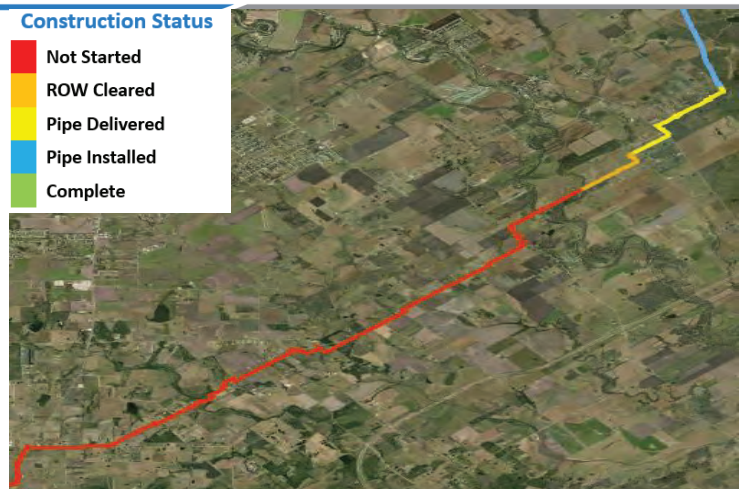 Construction Status
Not Started
ROW Cleared
Pipe Delivered
Pipe Installed
Complete